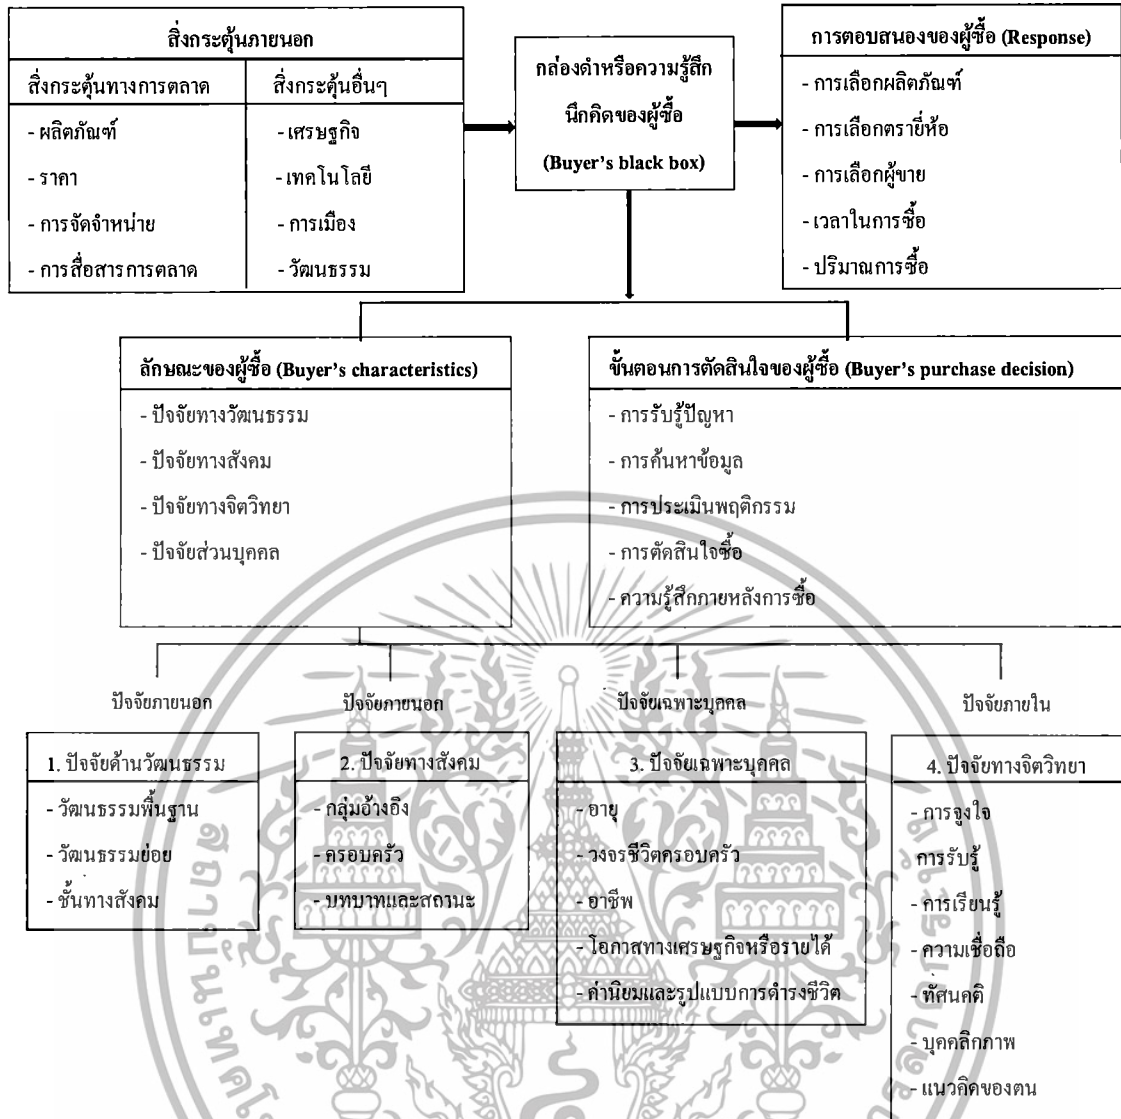 สิ่งกระตุ้นภายนอก
สิ่งกระตุ้นทางการตลาด
- ผลิตภัณฑ์
- ราคา
- การจัดจำหน่าย
- การสื่อสารการตลาด
สิ่งกระตุ้นอื่นๆ
- เศรษฐกิจ
- เทคโนโลยี
- การเมือง
- วัฒนธรรม
กล่องดำหรือความรู้สึก
นึกคิดของผู้ซื้อ
(Buyer's black box)
การตอบสนองของผู้ซื้อ (Response)
- การเลือกผลิตภัณฑ์
- การเลือกตรายี่ห้อ
- การเลือกผู้ขาย
- เวลาในการซื้อ
- ปริมาณการซื้อ
ลักษณะของผู้ซื้อ (Buyer's characteristics)
- ปัจจัยทางวัฒนธรรม
- ปัจจัยทางสังคม
- ปัจจัยทางจิตวิทยา
- ปัจจัยส่วนบุคคล
ขั้นตอนการตัดสินใจของผู้ซื้อ (Buyer's purchase decision)
- การรับรู้ปัญหา
- การค้นหาข้อมูล
- การประเมินพฤติกรรม
- การตัดสินใจซื้อ
- ความรู้สึกภายหลังการซื้อ
ปัจจัยภายนอก
1. ปัจจัยด้านวัฒนธรรม
- วัฒนธรรมพื้นฐาน
- วัฒนธรรมย่อย
- ชั้นทางสังคม
ปัจจัยภายนอก
2. ปัจจัยทางสังคม
- กลุ่มอ้างอิง
- ครอบครัว
- บทบาทและสถานะ
ปัจจัยเฉพาะบุคคล
3. ปัจจัยเฉพาะบุคคล
- อายุ
- วงจรชีวิตครอบครัว
- อาชีพ
- โอกาสทางเศรษฐกิจหรือรายได้
- ค่านิยมและรูปแบบการดำรงชีวิต
ปัจจัยภายใน
4. ปัจจัยทางจิตวิทยา
- การจูงใจ
การรับรู้
- การเรียนรู้
- ความเชื่อถือ
- ทัศนคติ
- บุคคลิกภาพ
- แนวคิดของตน